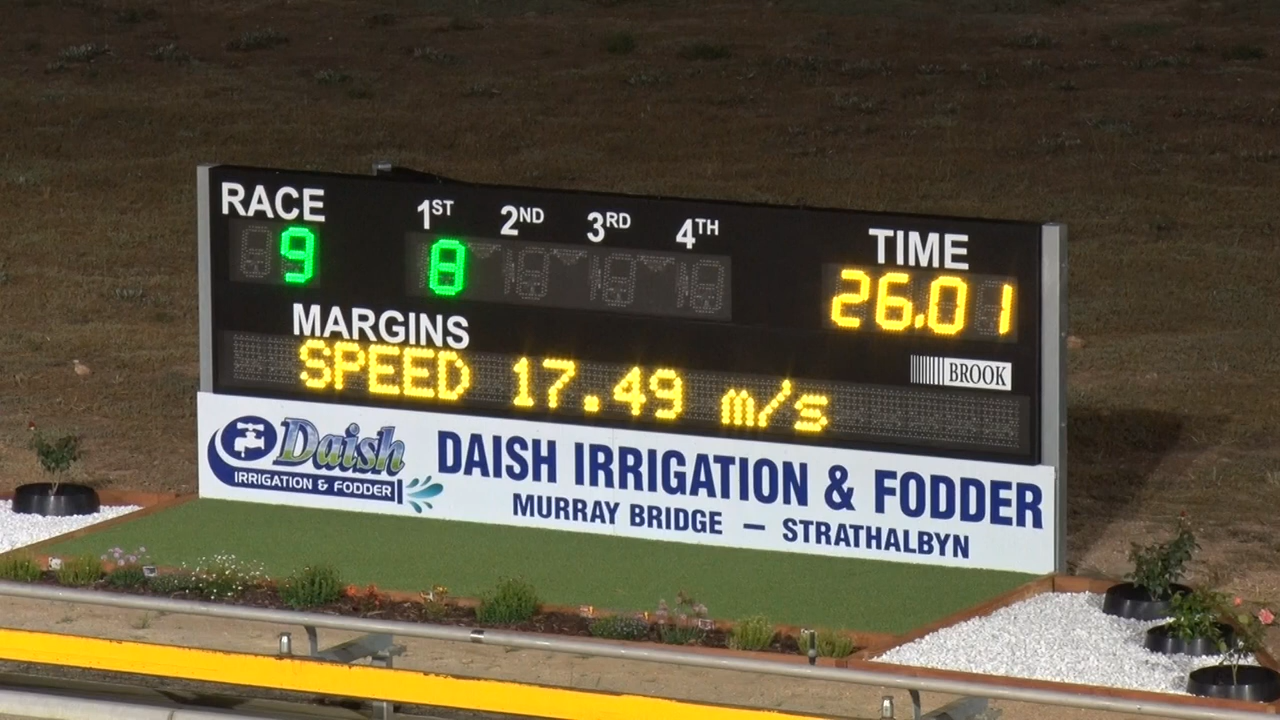 RACE 1ST 2ND 3RD 4TH TIME
9 8 26.01
MARGINS
BROOK
SPEED 17.49 m/s
Daish
IRRIGATION & FODDER
DAISH IRRIGATION & FODDER
MURRAY BRIDGE — STRATHALBYN